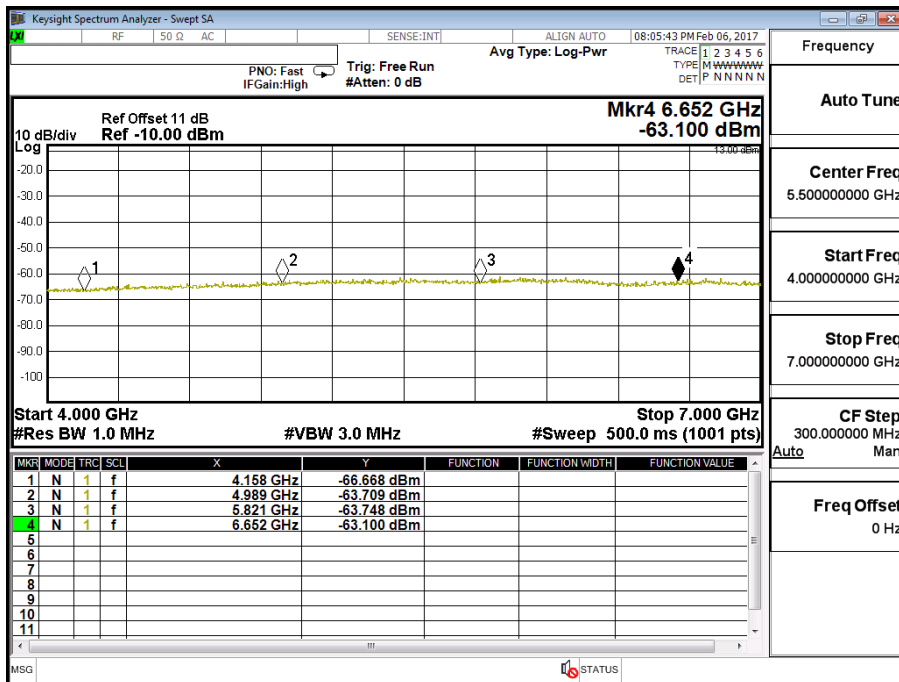 Keysight Spectrum Analyzer - Swept SA
LXI RF 50 Ω AC SENSE:INT ALIGN AUTO 08:05:43 PM Feb 06, 2017
PNO: Fast
IFGain:High
Trig: Free Run
#Atten: 0 dB
Avg Type: Log-Pwr
TRACE 1 2 3 4 5 6
TYPE M W W W W W
DET P N N N N N
Ref Offset 11 dB
10 dB/div Ref -10.00 dBm
Log
Mkr4 6.652 GHz
-63.100 dBm
13.00 dBm
-20.0
-30.0
-40.0
-50.0
-60.0
-70.0
-80.0
-90.0
-100
1 2 3 4
Start 4.000 GHz Stop 7.000 GHz
#Res BW 1.0 MHz #VBW 3.0 MHz #Sweep 500.0 ms (1001 pts)
MKR MODE TRC SCL X Y FUNCTION FUNCTION WIDTH FUNCTION VALUE
1 N 1 f 4.158 GHz -66.668 dBm
2 N 1 f 4.989 GHz -63.709 dBm
3 N 1 f 5.821 GHz -63.748 dBm
4 N 1 f 6.652 GHz -63.100 dBm
5
6
7
8
9
10
11
MSG STATUS
Frequency
Auto Tune
Center Freq
5.500000000 GHz
Start Freq
4.000000000 GHz
Stop Freq
7.000000000 GHz
CF Step
300.000000 MHz
Auto Man
Freq Offset
0 Hz